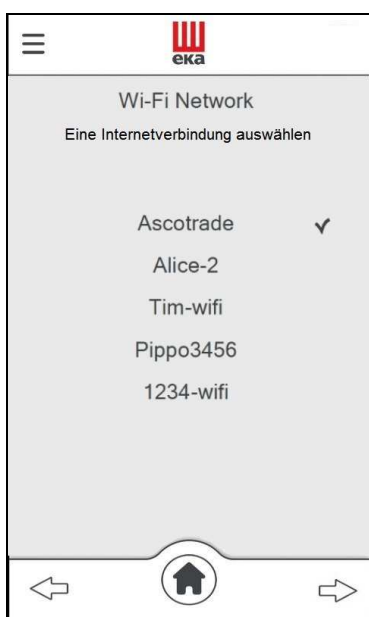 eka
Wi-Fi Network
Eine Internetverbindung auswählen
Ascotrade
Alice-2
Tim-wifi
Pippo3456
1234-wifi